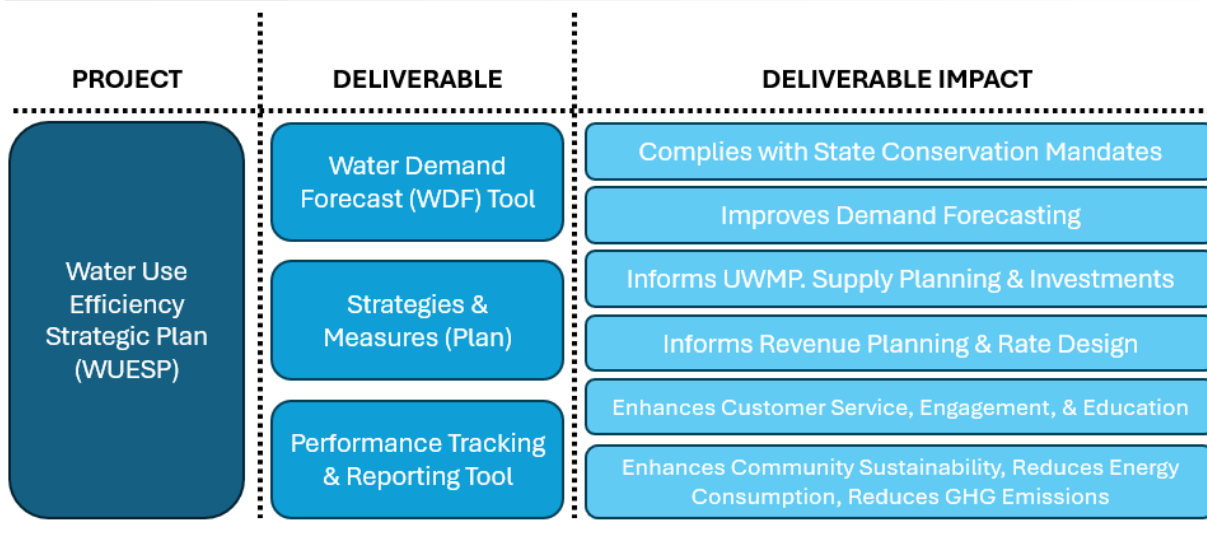 PROJECT
DELIVERABLE
DELIVERABLE IMPACT
Water Use
Efficiency
Strategic Plan
(WUESP)
Water Demand
Forecast (WDF) Tool
Strategies &
Measures (Plan)
Performance Tracking
& Reporting Tool
Complies with State Conservation Mandates
Improves Demand Forecasting
Informs UWMP. Supply Planning & Investments
Informs Revenue Planning & Rate Design
Enhances Customer Service, Engagement, & Education
Enhances Community Sustainability, Reduces Energy
Consumption, Reduces GHG Emissions